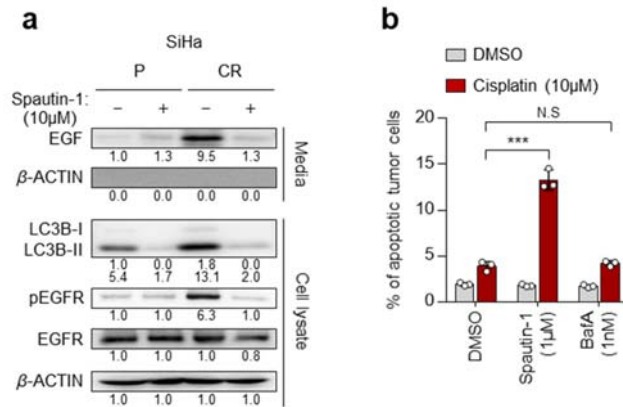 a
SiHa
P CR
Spautin-1: − + − +
(10μM)
EGF
1.0 1.3 9.5 1.3
β-ACTIN
0.0 0.0 0.0 0.0
Media
LC3B-I
LC3B-II
1.0 0.0 1.8 0.0
5.4 1.7 13.1 2.0
pEGFR
1.0 1.0 6.3 1.0
EGFR
1.0 1.0 1.0 0.8
β-ACTIN
1.0 1.0 1.0 1.0
Cell lysate
b
DMSO
Cisplatin (10μM)
N.S
***
% of apoptotic tumor cells
20
15
10
5
0
DMSO
Spautin-1
(1μM)
BafA
(1nM)